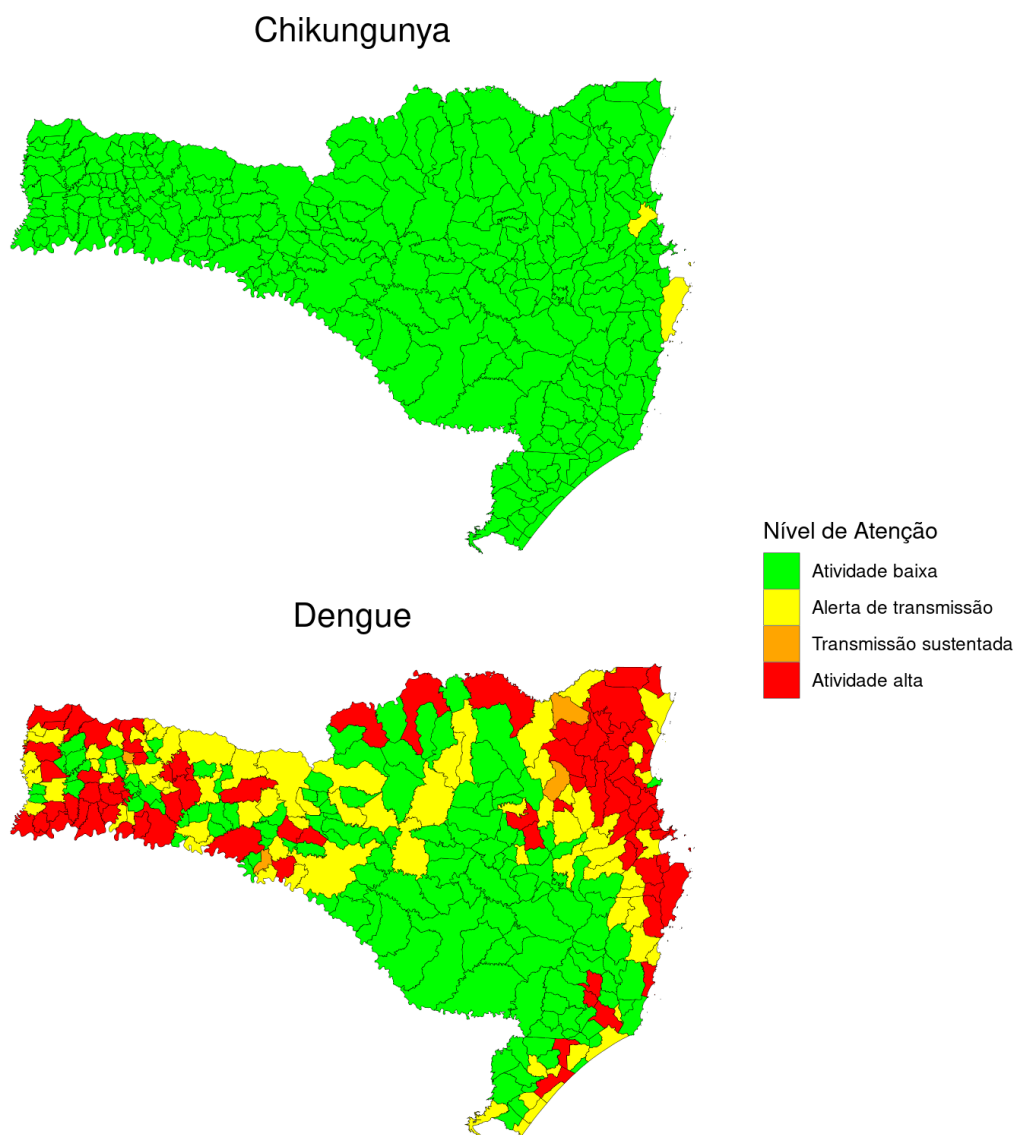 Chikungunya
Nível de Atenção
Atividade baixa
Alerta de transmissão
Transmissão sustentada
Atividade alta
Dengue